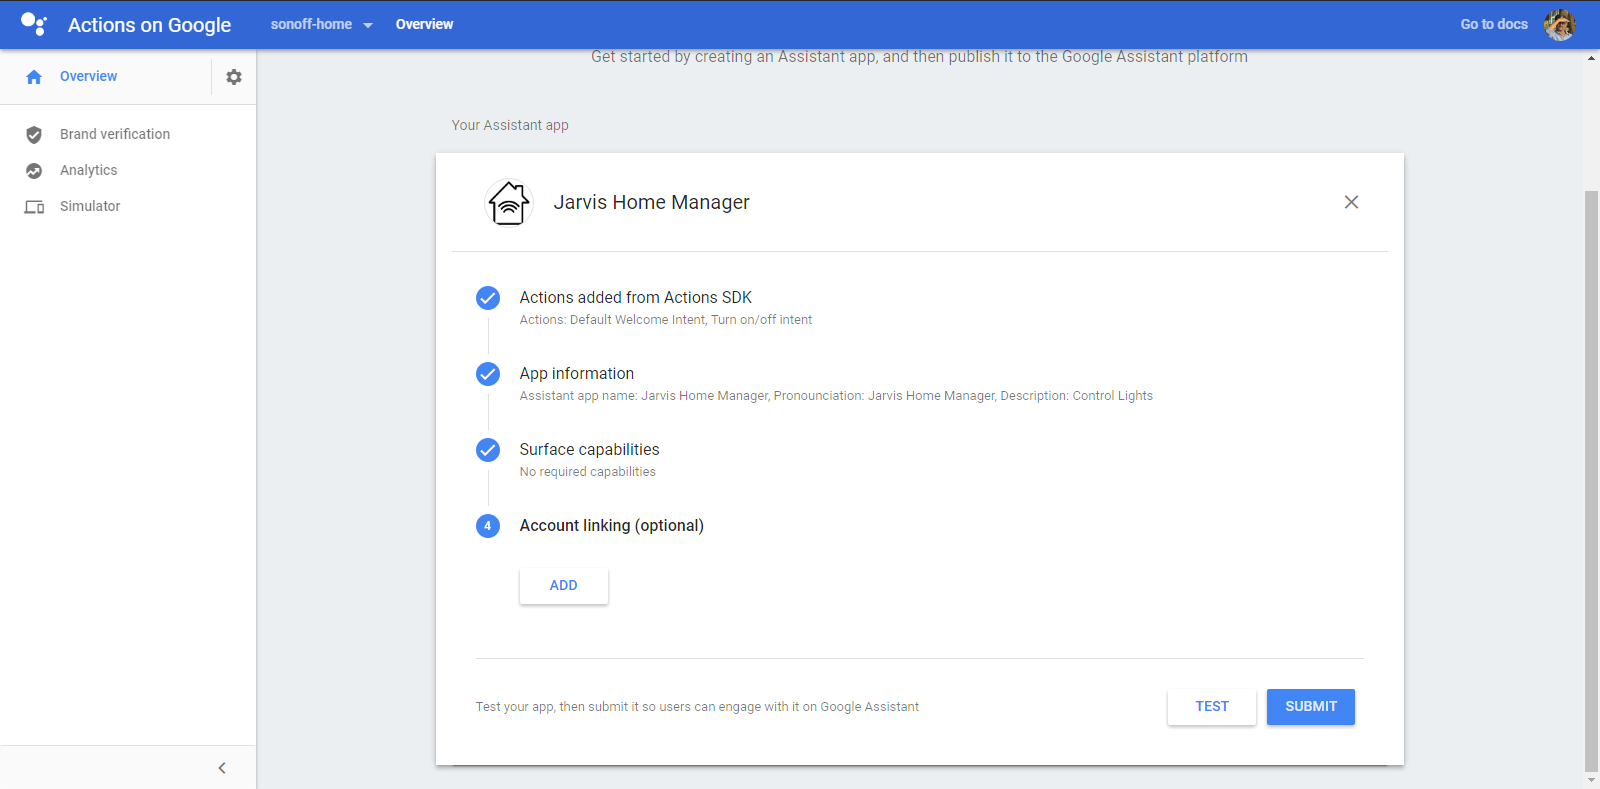 Actions on Google
sonoff-home
Overview
Go to docs
Overview
Brand verification
Analytics
Simulator
Get started by creating an Assistant app, and then publish it to the Google Assistant platform
Your Assistant app
Jarvis Home Manager
Actions added from Actions SDK
Actions: Default Welcome Intent, Turn on/off intent
App information
Assistant app name: Jarvis Home Manager, Pronounciation: Jarvis Home Manager, Description: Control Lights
Surface capabilities
No required capabilities
4 Account linking (optional)
ADD
Test your app, then submit it so users can engage with it on Google Assistant
TEST
SUBMIT